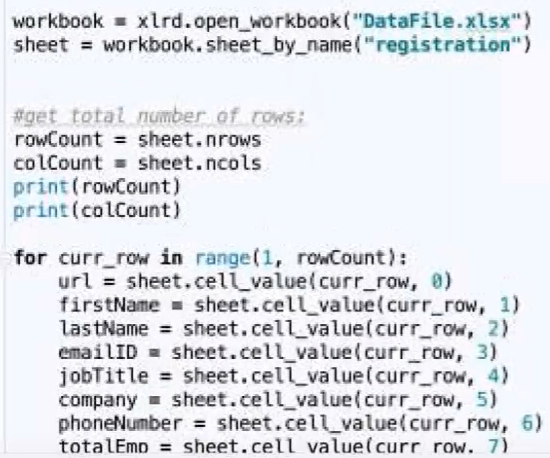 workbook = xlrd.open_workbook("DataFile.xlsx")
sheet = workbook.sheet_by_name("registration")
#get total number of rows:
rowCount = sheet.nrows
colCount = sheet.ncols
print(rowCount)
print(colCount)
for curr_row in range(1, rowCount):
    url = sheet.cell_value(curr_row, 0)
    firstName = sheet.cell_value(curr_row, 1)
    lastName = sheet.cell_value(curr_row, 2)
    emailID = sheet.cell_value(curr_row, 3)
    jobTitle = sheet.cell_value(curr_row, 4)
    company = sheet.cell_value(curr_row, 5)
    phoneNumber = sheet.cell_value(curr_row, 6)
    totalEmp = sheet.cell_value(curr_row, 7)